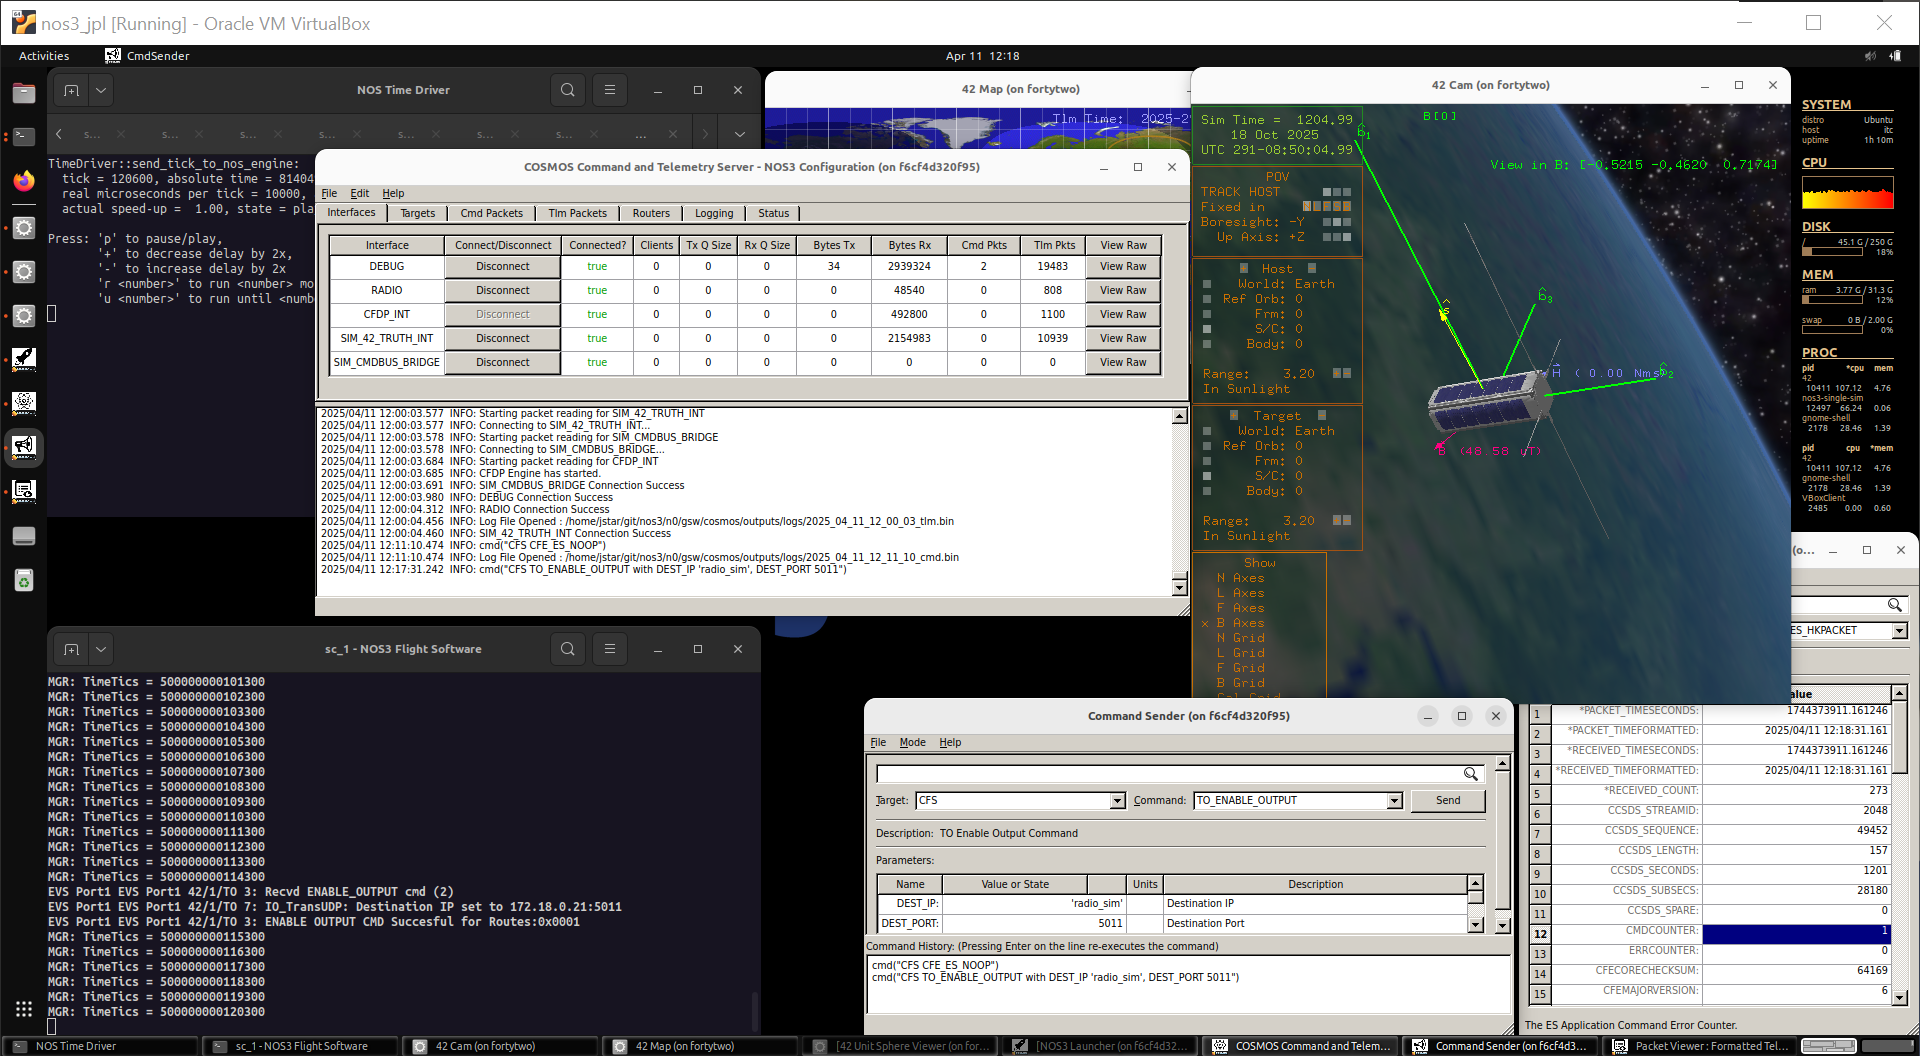 nos3_jpl [Running] - Oracle VM VirtualBox
Activities
CmdSender
Apr 11 12:18
NOS Time Driver
s...
s...
s...
s...
s...
s...
s...
...
TimeDriver::send_tick_to_nos_engine:
tick = 120600, absolute time = 81404
real microseconds per tick = 10000,
actual speed-up = 1.00, state = pla
Press: 'p' to pause/play,
'+' to decrease delay by 2x,
'-' to increase delay by 2x
'r <number>' to run <number> mo
'u <number>' to run until <numb
42 Map (on fortytwo)
Tlm Time: 2025-2
COSMOS Command and Telemetry Server - NOS3 Configuration (on f6cf4d320f95)
File Edit Help
Interfaces Targets Cmd Packets Tlm Packets Routers Logging Status
Interface Connect/Disconnect Connected? Clients Tx Q Size Rx Q Size Bytes Tx Bytes Rx Cmd Pkts Tlm Pkts View Raw
DEBUG Disconnect true 0 0 0 34 2939324 2 19483 View Raw
RADIO Disconnect true 0 0 0 0 48540 0 808 View Raw
CFDP_INT Disconnect true 0 0 0 0 492800 0 1100 View Raw
SIM_42_TRUTH_INT Disconnect true 0 0 0 0 2154983 0 10939 View Raw
SIM_CMDBUS_BRIDGE Disconnect true 0 0 0 0 0 0 0 View Raw
2025/04/11 12:00:03.577 INFO: Starting packet reading for SIM_42_TRUTH_INT
2025/04/11 12:00:03.577 INFO: Connecting to SIM_42_TRUTH_INT...
2025/04/11 12:00:03.578 INFO: Starting packet reading for SIM_CMDBUS_BRIDGE
2025/04/11 12:00:03.578 INFO: Connecting to SIM_CMDBUS_BRIDGE...
2025/04/11 12:00:03.684 INFO: Starting packet reading for CFDP_INT
2025/04/11 12:00:03.685 INFO: CFDP Engine has started.
2025/04/11 12:00:03.691 INFO: SIM_CMDBUS_BRIDGE Connection Success
2025/04/11 12:00:03.980 INFO: DEBUG Connection Success
2025/04/11 12:00:04.312 INFO: RADIO Connection Success
2025/04/11 12:00:04.456 INFO: Log File Opened : /home/jstar/git/nos3/n0/gsw/cosmos/outputs/logs/2025_04_11_12_00_03_tlm.bin
2025/04/11 12:00:04.460 INFO: SIM_42_TRUTH_INT Connection Success
2025/04/11 12:11:10.474 INFO: cmd("CFS CFE_ES_NOOP")
2025/04/11 12:11:10.474 INFO: Log File Opened : /home/jstar/git/nos3/n0/gsw/cosmos/outputs/logs/2025_04_11_12_11_10_cmd.bin
2025/04/11 12:17:31.242 INFO: cmd("CFS TO_ENABLE_OUTPUT with DEST_IP 'radio_sim', DEST_PORT 5011")
42 Cam (on fortytwo)
Sim Time = 1204.99
18 Oct 2025
UTC 291-08:50:04.99
B[0]
View in B: [-0.5215 -0.4620 0.7174]
POV
TRACK HOST
Fixed in
Boresight: -Y
Up Axis: +Z
Host
World: Earth
Ref Orb: 0
Frm: 0
S/C: 0
Body: 0
Range: 3.20
In Sunlight
Target
World: Earth
Ref Orb: 0
Frm: 0
S/C: 0
Body: 0
Range: 3.20
In Sunlight
Show
N Axes
L Axes
F Axes
x B Axes
N Grid
L Grid
F Grid
B Grid
b1
s
b3
H ( 0.00 Nms)
b2
B (48.58 uT)
SYSTEM
distro Ubuntu
host itc
uptime 1h 10m
CPU
DISK
/ 45.1 G / 250 G
18%
MEM
ram 3.77 G / 31.3 G
12%
swap 0 B / 2.00 G
0%
PROC
pid *cpu mem
42
10411 107.12 4.76
nos3-single-sim
12497 66.24 0.06
gnome-shell
2178 28.46 1.39
pid cpu *mem
42
10411 107.12 4.76
gnome-shell
2178 28.46 1.39
VBoxClient
2485 0.00 0.60
sc_1 - NOS3 Flight Software
MGR: TimeTics = 500000000101300
MGR: TimeTics = 500000000102300
MGR: TimeTics = 500000000103300
MGR: TimeTics = 500000000104300
MGR: TimeTics = 500000000105300
MGR: TimeTics = 500000000106300
MGR: TimeTics = 500000000107300
MGR: TimeTics = 500000000108300
MGR: TimeTics = 500000000109300
MGR: TimeTics = 500000000110300
MGR: TimeTics = 500000000111300
MGR: TimeTics = 500000000112300
MGR: TimeTics = 500000000113300
MGR: TimeTics = 500000000114300
EVS Port1 EVS Port1 42/1/TO 3: Recvd ENABLE_OUTPUT cmd (2)
EVS Port1 EVS Port1 42/1/TO 7: IO_TransUDP: Destination IP set to 172.18.0.21:5011
EVS Port1 EVS Port1 42/1/TO 3: ENABLE OUTPUT CMD Succesful for Routes:0x0001
MGR: TimeTics = 500000000115300
MGR: TimeTics = 500000000116300
MGR: TimeTics = 500000000117300
MGR: TimeTics = 500000000118300
MGR: TimeTics = 500000000119300
MGR: TimeTics = 500000000120300
Command Sender (on f6cf4d320f95)
File Mode Help
Target: CFS Command: TO_ENABLE_OUTPUT Send
Description: TO Enable Output Command
Parameters:
Name Value or State Units Description
DEST_IP: 'radio_sim' Destination IP
DEST_PORT: 5011 Destination Port
Command History: (Pressing Enter on the line re-executes the command)
cmd("CFS CFE_ES_NOOP")
cmd("CFS TO_ENABLE_OUTPUT with DEST_IP 'radio_sim', DEST_PORT 5011")
(o...
ES_HKPACKET
alue
1 *PACKET_TIMESECONDS: 1744373911.161246
2 *PACKET_TIMEFORMATTED: 2025/04/11 12:18:31.161
3 *RECEIVED_TIMESECONDS: 1744373911.161246
4 *RECEIVED_TIMEFORMATTED: 2025/04/11 12:18:31.161
5 *RECEIVED_COUNT: 273
6 CCSDS_STREAMID: 2048
7 CCSDS_SEQUENCE: 49452
8 CCSDS_LENGTH: 157
9 CCSDS_SECONDS: 1201
10 CCSDS_SUBSECS: 28180
11 CCSDS_SPARE: 0
12 CMDCOUNTER: 1
13 ERRCOUNTER: 0
14 CFECORECHECKSUM: 64169
15 CFEMAJORVERSION: 6
The ES Application Command Error Counter.
NOS Time Driver
sc_1 - NOS3 Flight Software
42 Cam (on fortytwo)
42 Map (on fortytwo)
[42 Unit Sphere Viewer (on for...
[NOS3 Launcher (on f6cf4d32...
COSMOS Command and Telem...
Command Sender (on f6cf4d3...
Packet Viewer : Formatted Tel...